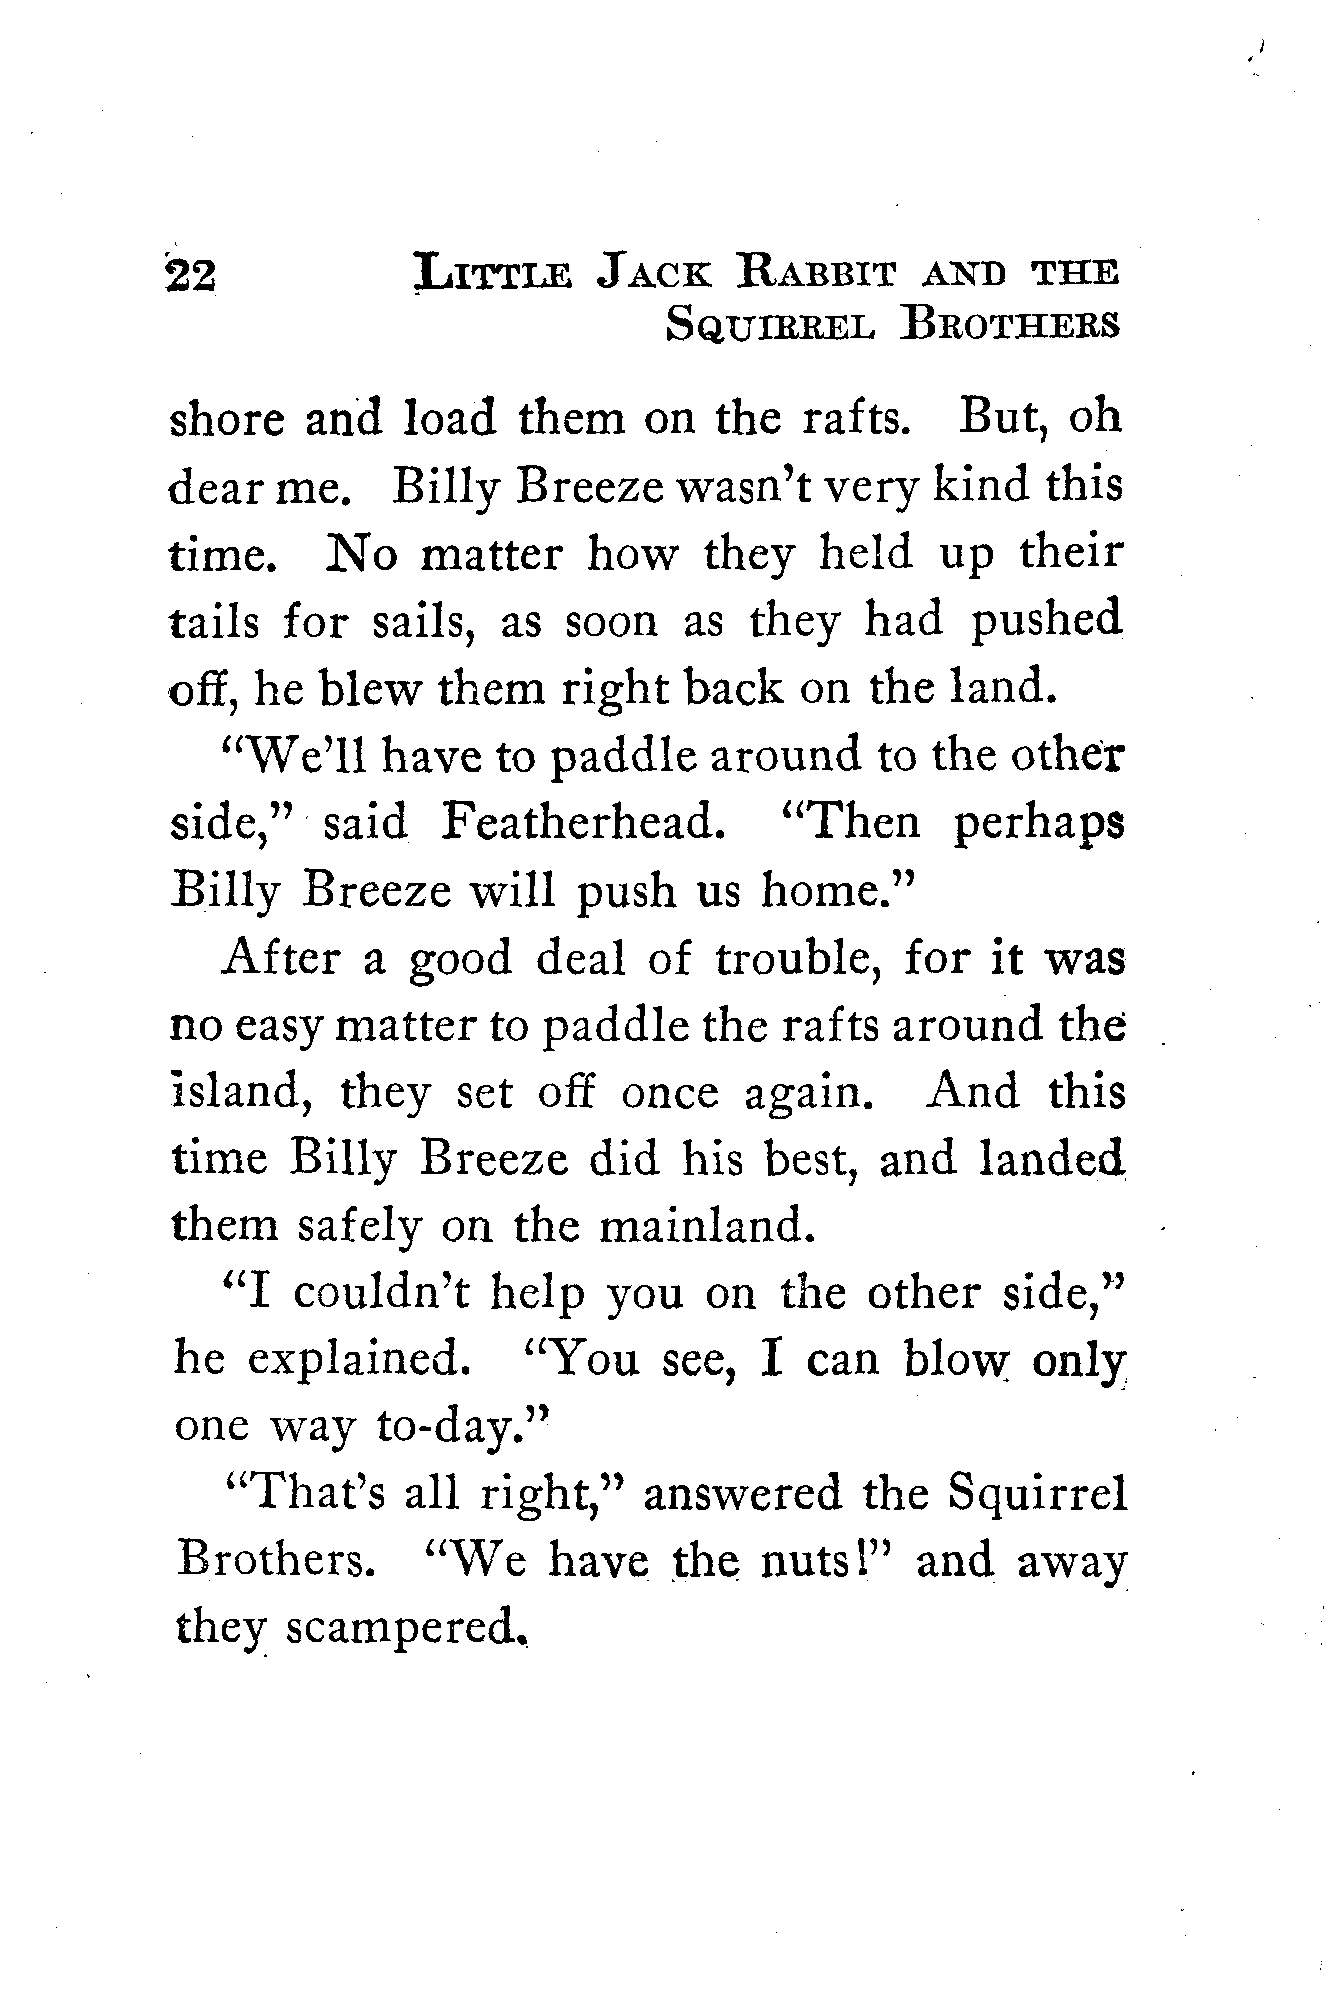 22 LITTLE JACK RABBIT AND THE
SQUIRREL BROTHERS
shore and load them on the rafts. But, oh
dear me. Billy Breeze wasn't very kind this
time. No matter how they held up their
tails for sails, as soon as they had pushed
off, he blew them right back on the land.
"We'll have to paddle around to the other
side," said Featherhead. "Then perhaps
Billy Breeze will push us home."
After a good deal of trouble, for it was
no easy matter to paddle the rafts around the
island, they set off once again. And this
time Billy Breeze did his best, and landed
them safely on the mainland.
"I couldn't help you on the other side,"
he explained. "You see, I can blow only
one way to-day."
"That's all right," answered the Squirrel
Brothers. "We have the nuts!" and away
they scampered.